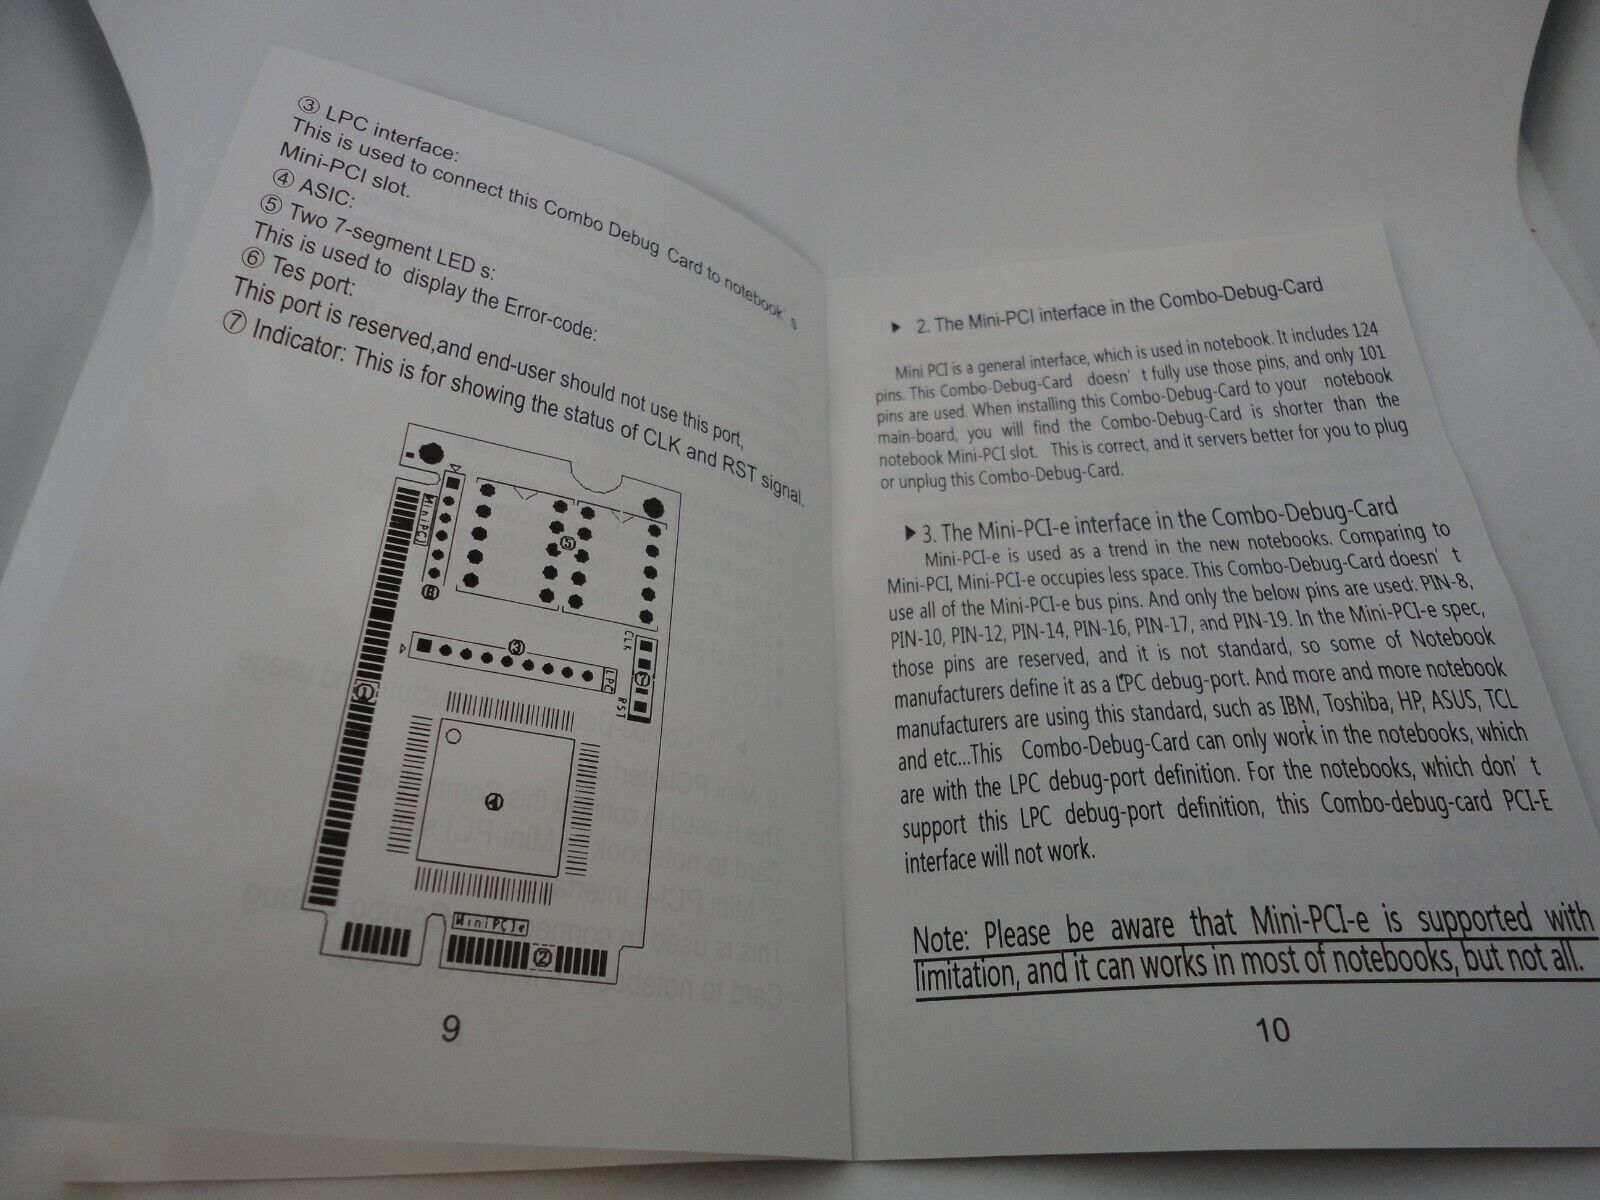 ③ LPC interface:
This is used to connect this Combo Debug Card to notebook's
Mini-PCI slot.
④ ASIC:
⑤ Two 7-segment LED s:
This is used to display the Error-code:
⑥ Tes port:
This port is reserved,and end-user should not use this port,
⑦ Indicator: This is for showing the status of CLK and RST signal.
MiniPCI
⑤
⑥
③
LPC
CLK
⑦
RST
①
④
MiniPCIe
②
9
▶ 2. The Mini-PCI interface in the Combo-Debug-Card
Mini PCI is a general interface, which is used in notebook. It includes 124
pins. This Combo-Debug-Card doesn't fully use those pins, and only 101
pins are used. When installing this Combo-Debug-Card to your notebook
main-board, you will find the Combo-Debug-Card is shorter than the
notebook Mini-PCI slot. This is correct, and it servers better for you to plug
or unplug this Combo-Debug-Card.
▶ 3. The Mini-PCI-e interface in the Combo-Debug-Card
Mini-PCI-e is used as a trend in the new notebooks. Comparing to
Mini-PCI, Mini-PCI-e occupies less space. This Combo-Debug-Card doesn't
use all of the Mini-PCI-e bus pins. And only the below pins are used: PIN-8,
PIN-10, PIN-12, PIN-14, PIN-16, PIN-17, and PIN-19. In the Mini-PCI-e spec,
those pins are reserved, and it is not standard, so some of Notebook
manufacturers define it as a LPC debug-port. And more and more notebook
manufacturers are using this standard, such as IBM, Toshiba, HP, ASUS, TCL
and etc...This Combo-Debug-Card can only work in the notebooks, which
are with the LPC debug-port definition. For the notebooks, which don't
support this LPC debug-port definition, this Combo-debug-card PCI-E
interface will not work.
Note: Please be aware that Mini-PCI-e is supported with
limitation, and it can works in most of notebooks, but not all.
10